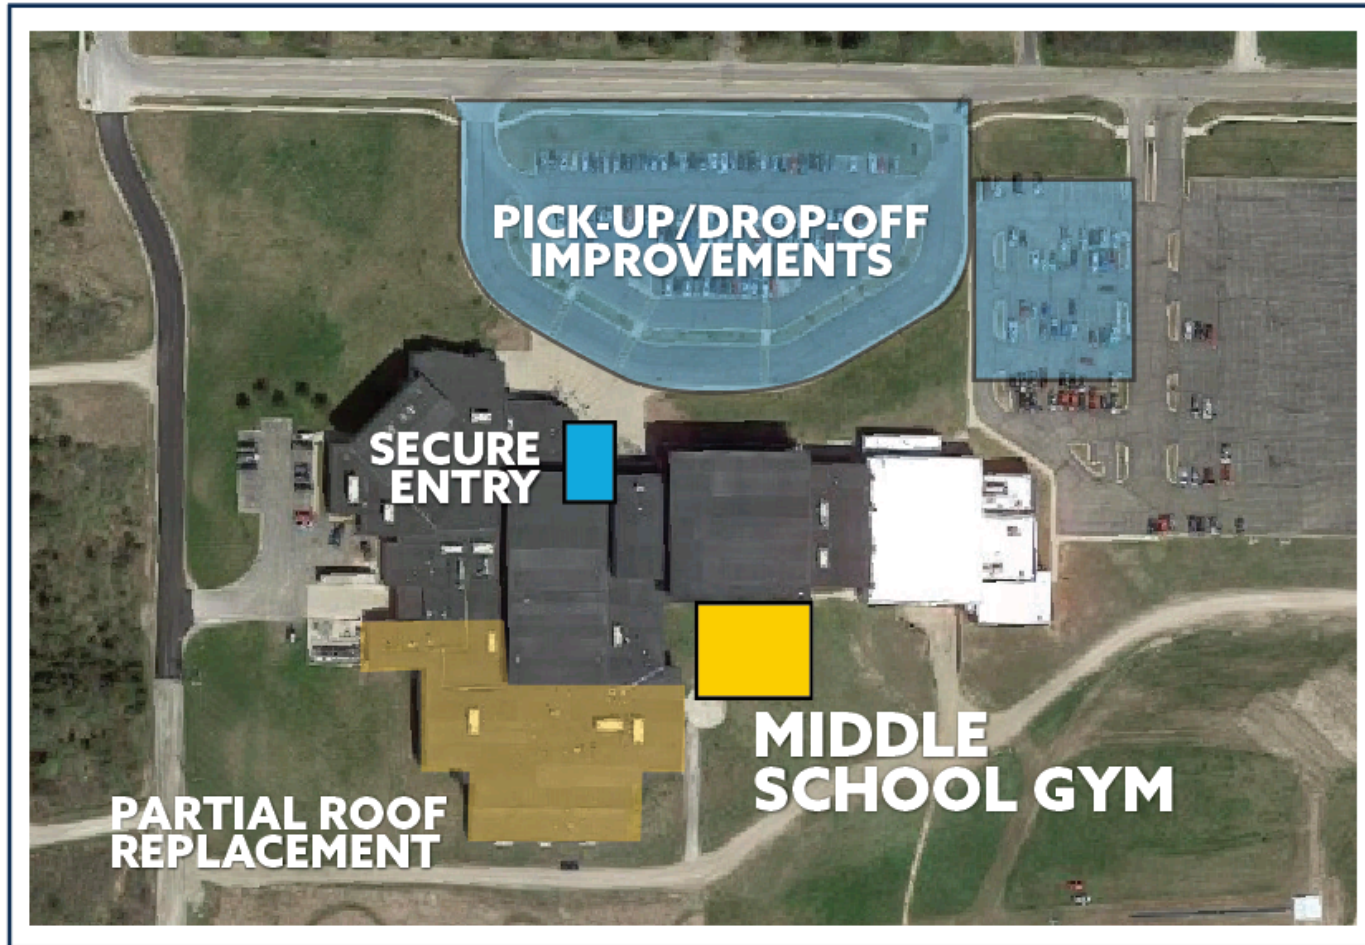 PICK-UP/DROP-OFF
IMPROVEMENTS
SECURE
ENTRY
MIDDLE
SCHOOL GYM
PARTIAL ROOF
REPLACEMENT